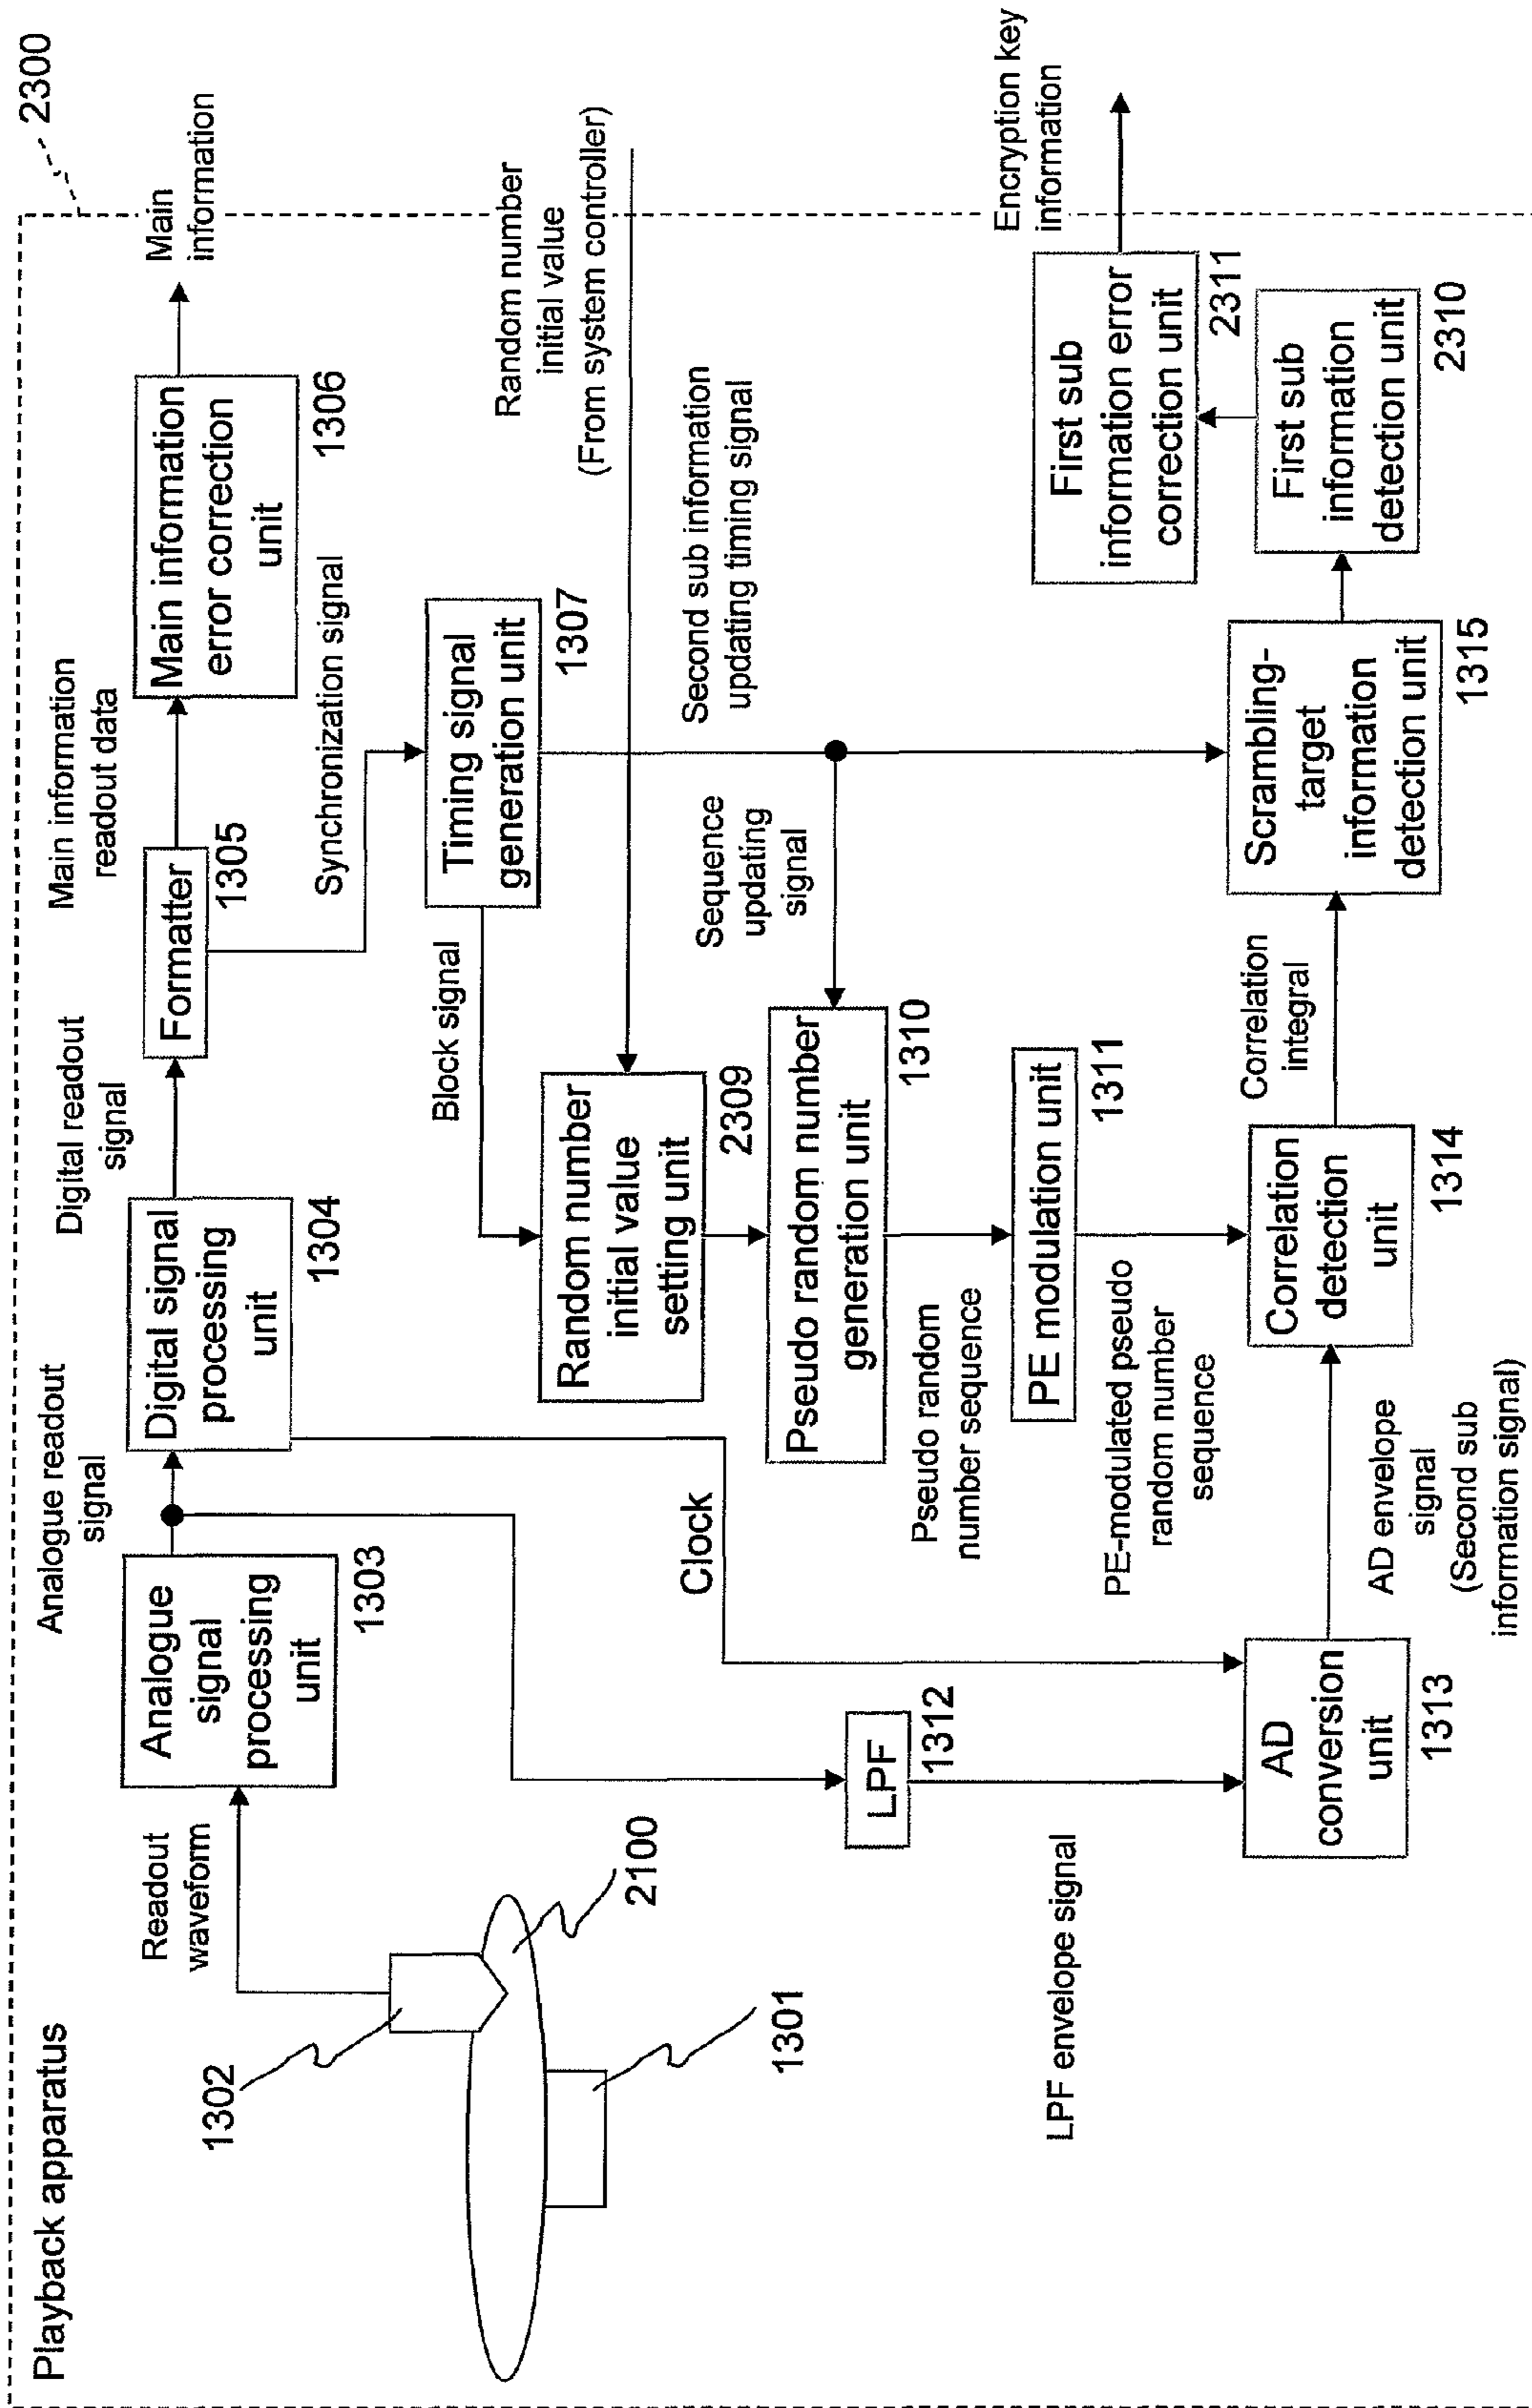 Playback apparatus
2300
Readout
waveform
1302
2100
1301
Analogue
signal
processing
unit
1303
Analogue readout
signal
Digital signal
processing
unit
1304
Digital readout
signal
Formatter
1305
Main information
readout data
Main information
error correction
unit
1306
Main
information
Synchronization signal
Timing signal
generation unit
1307
Block signal
Random number
initial value
(From system controller)
Random number
initial value
setting unit
2309
Second sub information
updating timing signal
Sequence
updating
signal
Pseudo random number
generation unit
1310
Pseudo random
number sequence
PE modulation unit
1311
PE-modulated pseudo
random number
sequence
Clock
LPF
1312
LPF envelope signal
AD
conversion
unit
1313
AD envelope
signal
(Second sub
information signal)
Correlation
detection
unit
1314
Correlation
integral
Scrambling-
target
information
detection unit
1315
First sub
information
detection unit
2310
First sub
information error
correction unit
2311
Encryption key
information